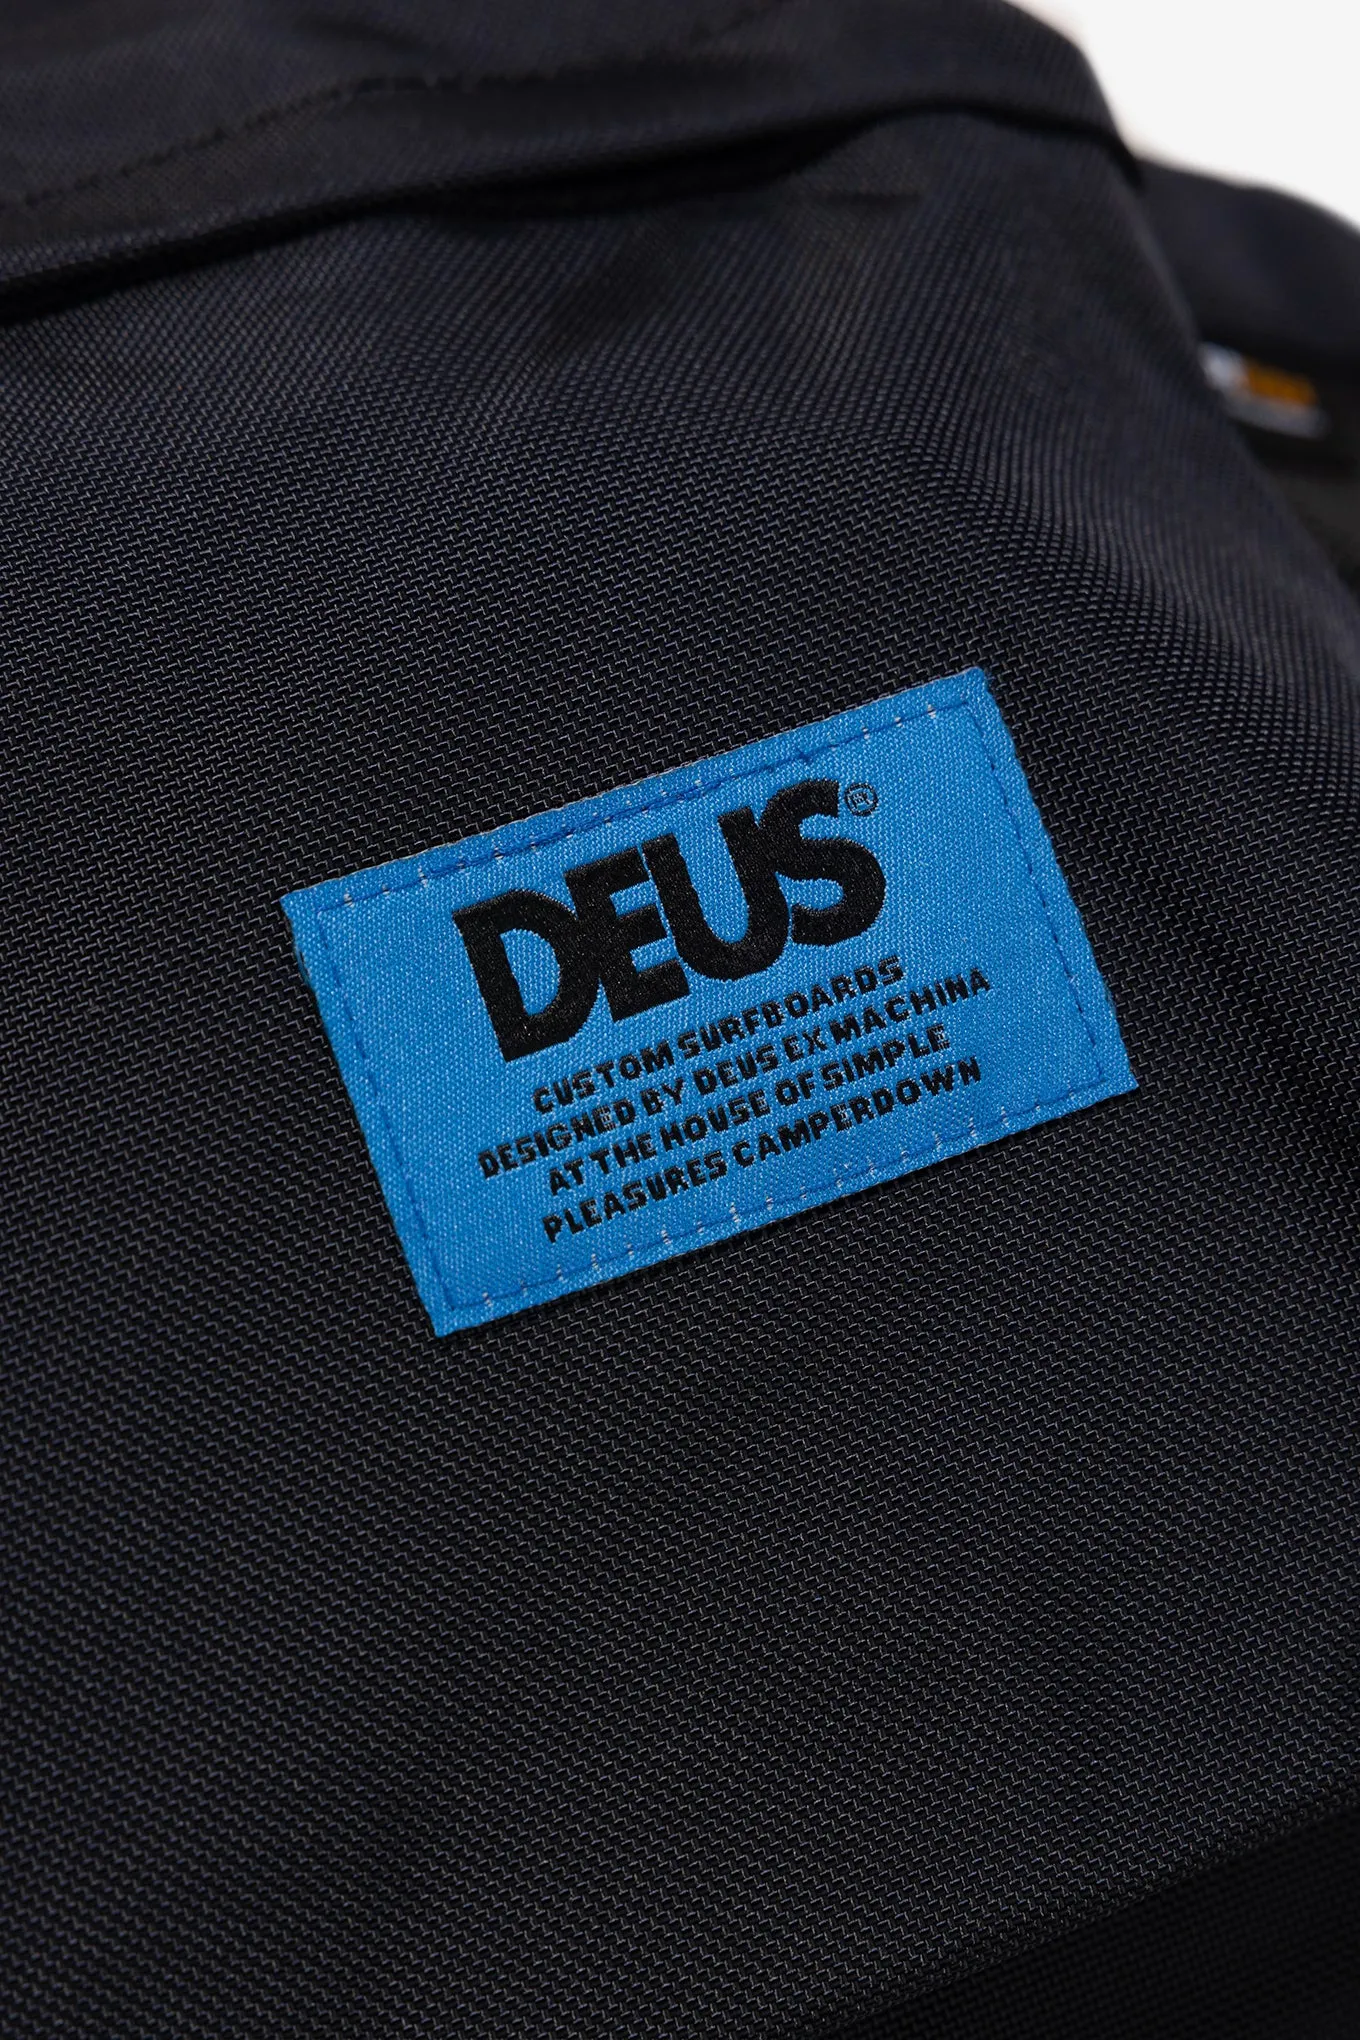 DEUS®
CUSTOM SURFBOARDS
DESIGNED BY DEUS EX MACHINA
AT THE HOUSE OF SIMPLE
PLEASURES CAMPERDOWN